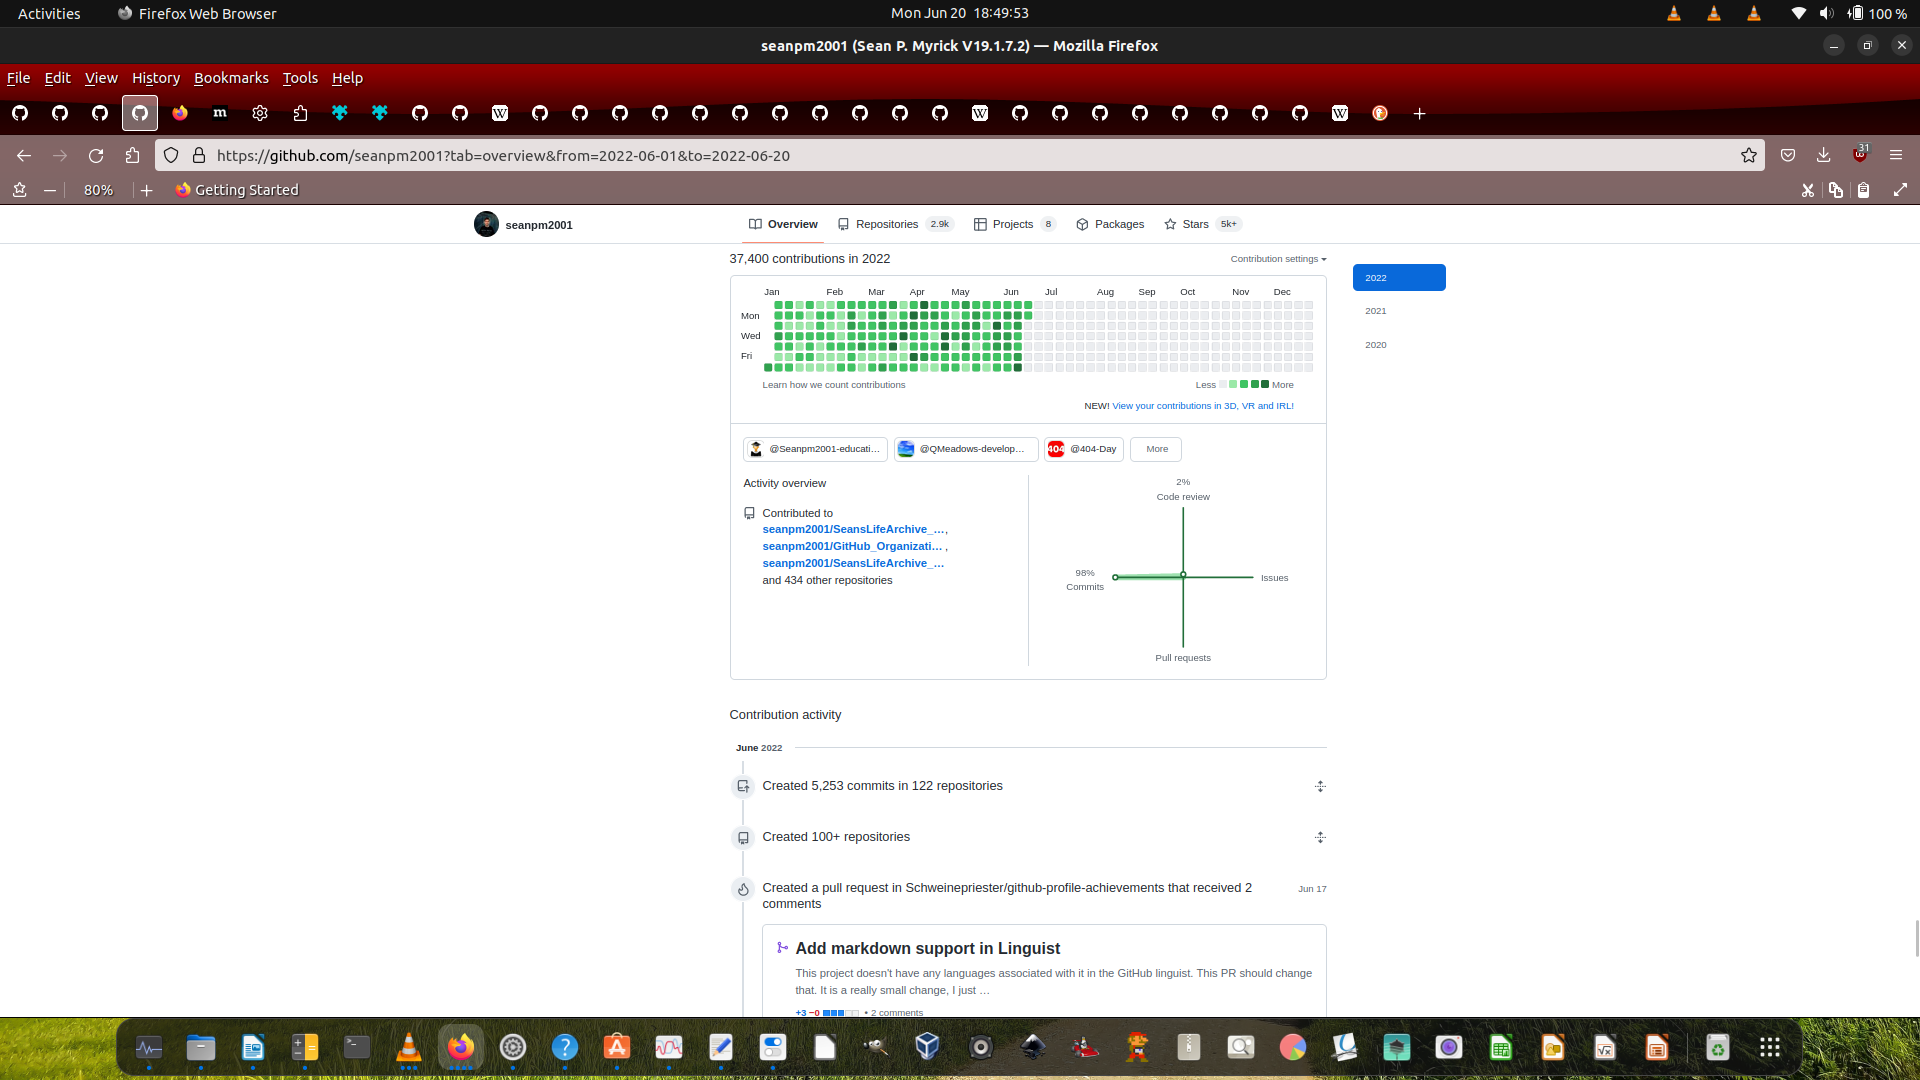 Activities
Firefox Web Browser
Mon Jun 20 18:49:53
100 %
seanpm2001 (Sean P. Myrick V19.1.7.2) — Mozilla Firefox
File Edit View History Bookmarks Tools Help
https://github.com/seanpm2001?tab=overview&from=2022-06-01&to=2022-06-20
31
80%
Getting Started
seanpm2001
Overview
Repositories 2.9k
Projects 8
Packages
Stars 5k+
37,400 contributions in 2022
Contribution settings
2022
2021
2020
Jan Feb Mar Apr May Jun Jul Aug Sep Oct Nov Dec
Mon
Wed
Fri
Learn how we count contributions
Less More
NEW! View your contributions in 3D, VR and IRL!
@Seanpm2001-educati…
@QMeadows-develop…
404 @404-Day
More
Activity overview
Contributed to
seanpm2001/SeansLifeArchive_…,
seanpm2001/GitHub_Organizati… ,
seanpm2001/SeansLifeArchive_…
and 434 other repositories
2%
Code review
98%
Commits
Issues
Pull requests
Contribution activity
June 2022
Created 5,253 commits in 122 repositories
Created 100+ repositories
Created a pull request in Schweinepriester/github-profile-achievements that received 2
comments
Jun 17
Add markdown support in Linguist
This project doesn't have any languages associated with it in the GitHub linguist. This PR should change
that. It is a really small change, I just …
+3 −0 • 2 comments